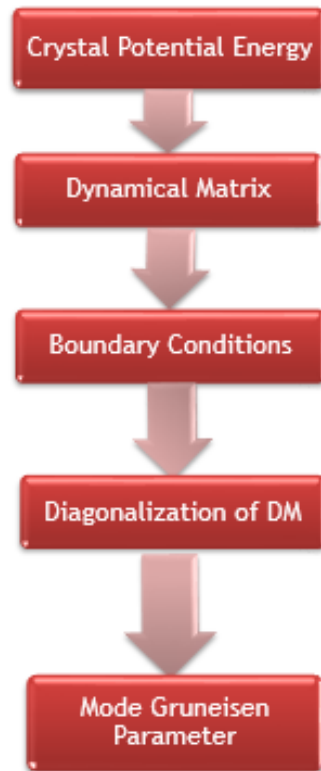 Crystal Potential Energy
Dynamical Matrix
Boundary Conditions
Diagonalization of DM
Mode Gruneisen
Parameter